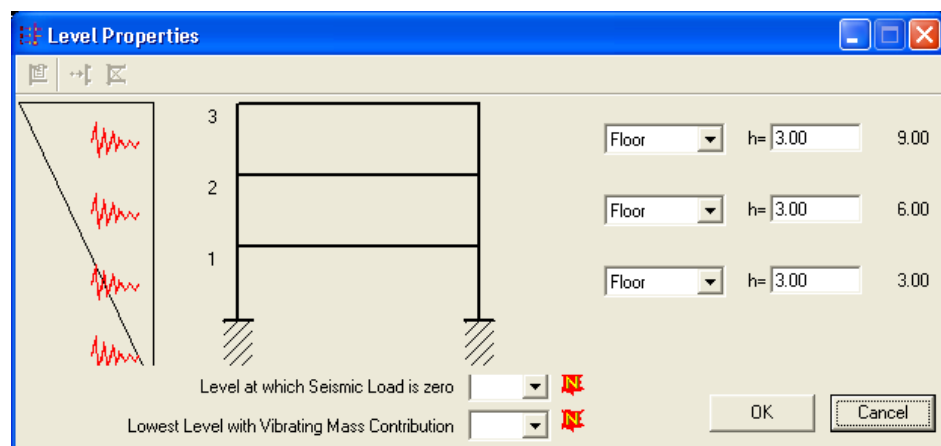 Level Properties
3
Floor h= 3.00 9.00
2
Floor h= 3.00 6.00
1
Floor h= 3.00 3.00
Level at which Seismic Load is zero
Lowest Level with Vibrating Mass Contribution
OK Cancel